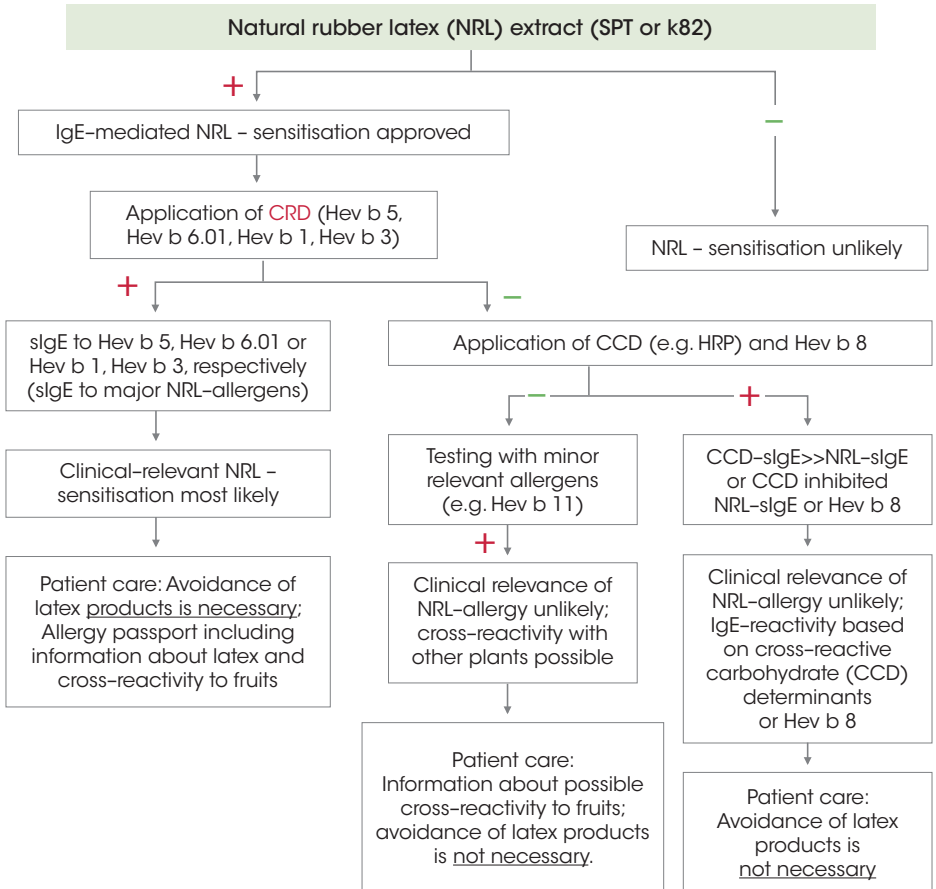 Natural rubber latex (NRL) extract (SPT or k82)
+
−
IgE–mediated NRL – sensitisation approved
Application of CRD (Hev b 5,
Hev b 6.01, Hev b 1, Hev b 3)
NRL – sensitisation unlikely
+
−
sIgE to Hev b 5, Hev b 6.01 or
Hev b 1, Hev b 3, respectively
(sIgE to major NRL–allergens)
Application of CCD (e.g. HRP) and Hev b 8
−
+
Clinical–relevant NRL –
sensitisation most likely
Testing with minor
relevant allergens
(e.g. Hev b 11)
CCD–sIgE>>NRL–sIgE
or CCD inhibited
NRL–sIgE or Hev b 8
+
Patient care: Avoidance of
latex products is necessary;
Allergy passport including
information about latex and
cross–reactivity to fruits
Clinical relevance of
NRL–allergy unlikely;
cross–reactivity with
other plants possible
Clinical relevance of
NRL–allergy unlikely;
IgE–reactivity based
on cross–reactive
carbohydrate (CCD)
determinants
or Hev b 8
Patient care:
Information about possible
cross–reactivity to fruits;
avoidance of latex products
is not necessary.
Patient care:
Avoidance of latex
products is
not necessary